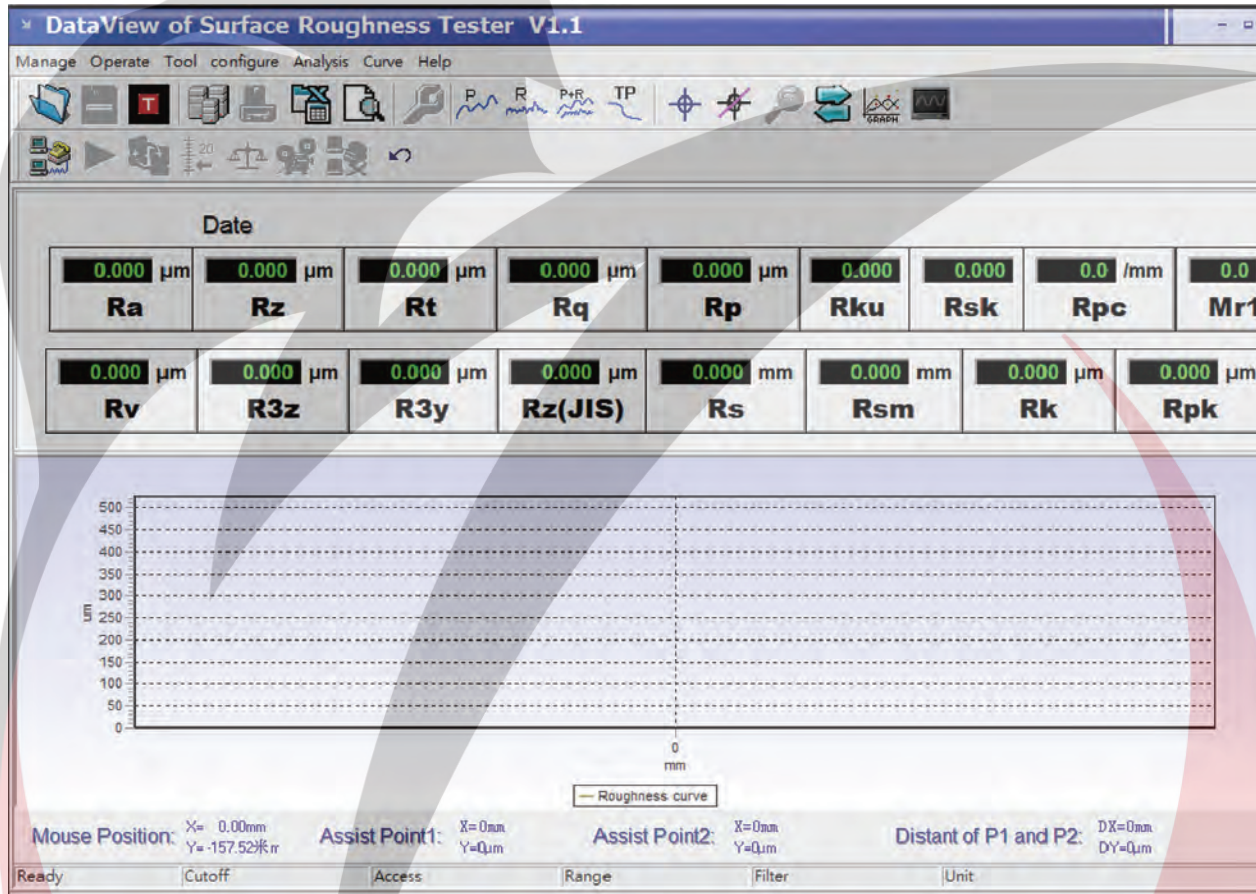 DataView of Surface Roughness Tester V1.1
Manage Operate Tool configure Analysis Curve Help
T P R P+R TP GRAPH
20
Date
0.000 µm 0.000 µm 0.000 µm 0.000 µm 0.000 µm 0.000 0.000 0.0 /mm 0.0
Ra Rz Rt Rq Rp Rku Rsk Rpc Mr1
0.000 µm 0.000 µm 0.000 µm 0.000 µm 0.000 mm 0.000 mm 0.000 µm 0.000 µm
Rv R3z R3y Rz(JIS) Rs Rsm Rk Rpk
500
450
400
350
300
um
250
200
150
100
50
0
0
mm
Roughness curve
Mouse Position: X= 0.00mm Assist Point1: X=0mm Assist Point2: X=0mm Distant of P1 and P2: DX=0mm
Y= -157.52米 Y=0µm Y=0µm DY=0µm
Ready Cutoff Access Range Filter Unit